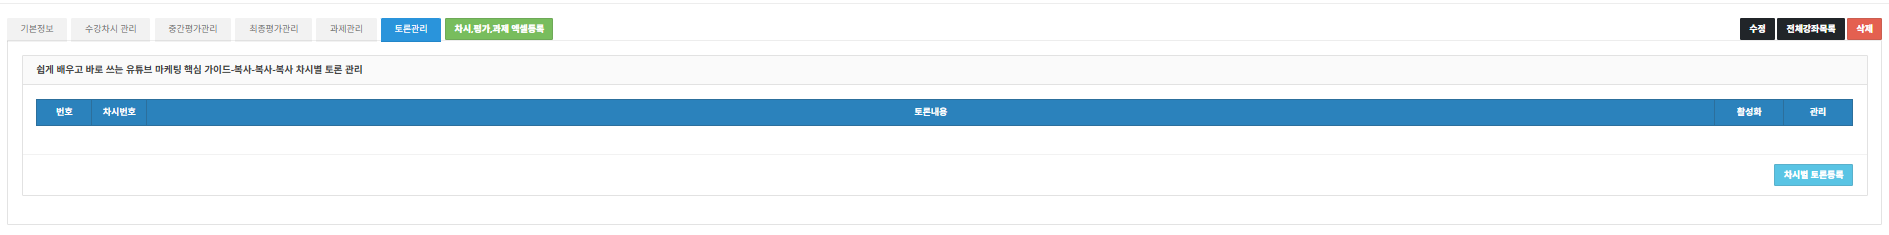 기본정보 수강차시 관리 중간평가관리 최종평가관리 과제관리 토론관리 차시,평가,과제 엑셀등록 수정 전체강좌목록 삭제
쉽게 배우고 바로 쓰는 유튜브 마케팅 핵심 가이드-복사-복사-복사 차시별 토론 관리
번호 차시번호 토론내용 활성화 관리
차시별 토론등록